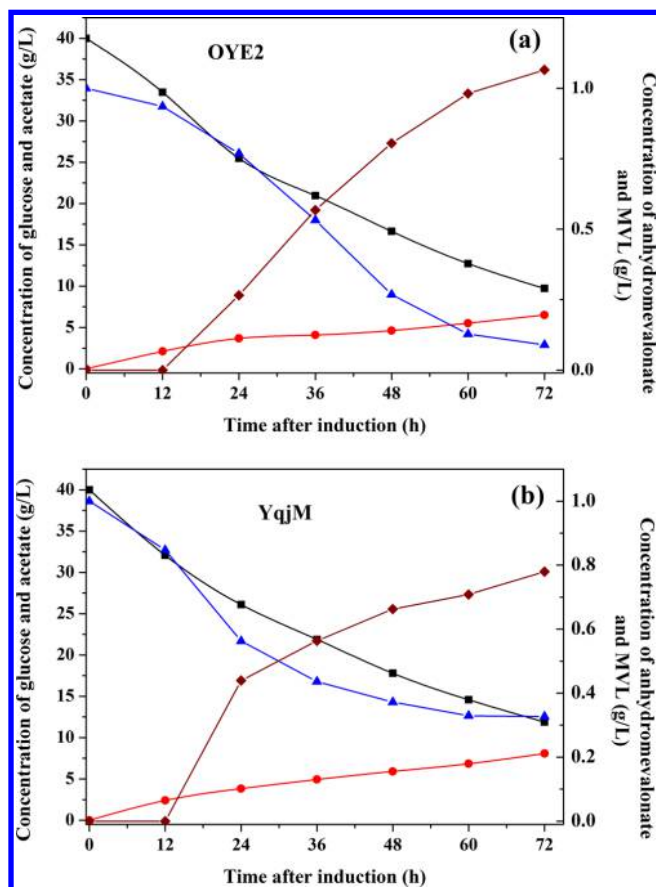 (a)
OYE2
Concentration of glucose and acetate (g/L)
40
35
30
25
20
15
10
5
0
1.0
0.5
0.0
Concentration of anhydromevalonate
and MVL (g/L)
0 12 24 36 48 60 72
Time after induction (h)
(b)
YqjM
Concentration of glucose and acetate (g/L)
40
35
30
25
20
15
10
5
0
1.0
0.8
0.6
0.4
0.2
0.0
Concentration of anhydromevalonate
and MVL (g/L)
0 12 24 36 48 60 72
Time after induction (h)